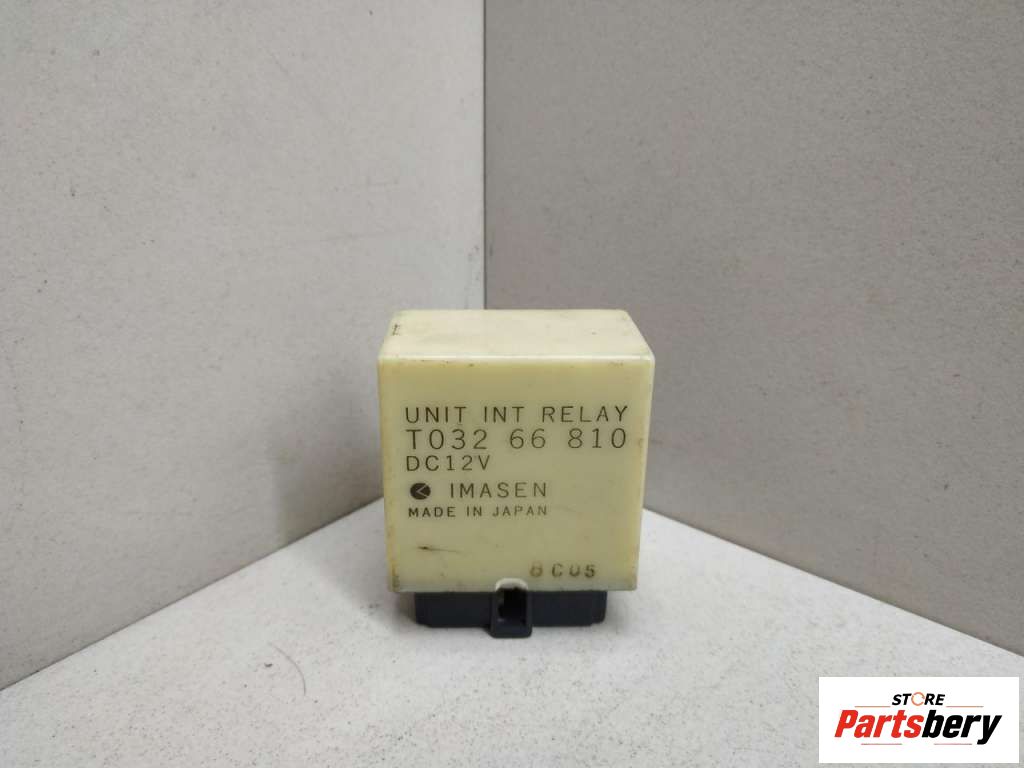 UNIT INT RELAY
T032 66 810
DC12V
IMASEN
MADE IN JAPAN
8C05
STORE
Partsbery